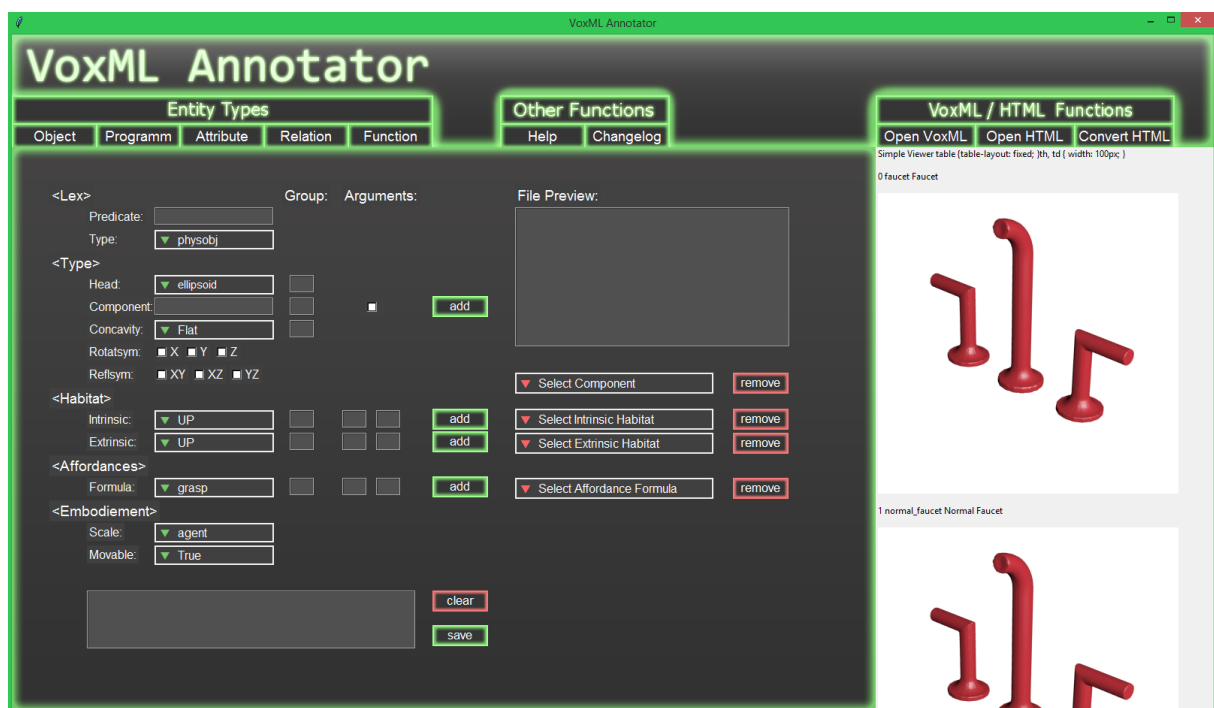 VoxML Annotator
VoxML Annotator
Entity Types
Other Functions
VoxML / HTML Functions
Object Programm Attribute Relation Function
Help Changelog
Open VoxML Open HTML Convert HTML
Simple Viewer table {table-layout: fixed; }th, td { width: 100px; }
0 faucet Faucet
<Lex> Group: Arguments: File Preview:
Predicate:
Type: physobj
<Type>
Head: ellipsoid
Component: add
Concavity: Flat
Rotatsym: X Y Z
Reflsym: XY XZ YZ
Select Component remove
<Habitat>
Intrinsic: UP add Select Intrinsic Habitat remove
Extrinsic: UP add Select Extrinsic Habitat remove
<Affordances>
Formula: grasp add Select Affordance Formula remove
<Embodiement>
Scale: agent
Movable: True
1 normal_faucet Normal Faucet
clear
save